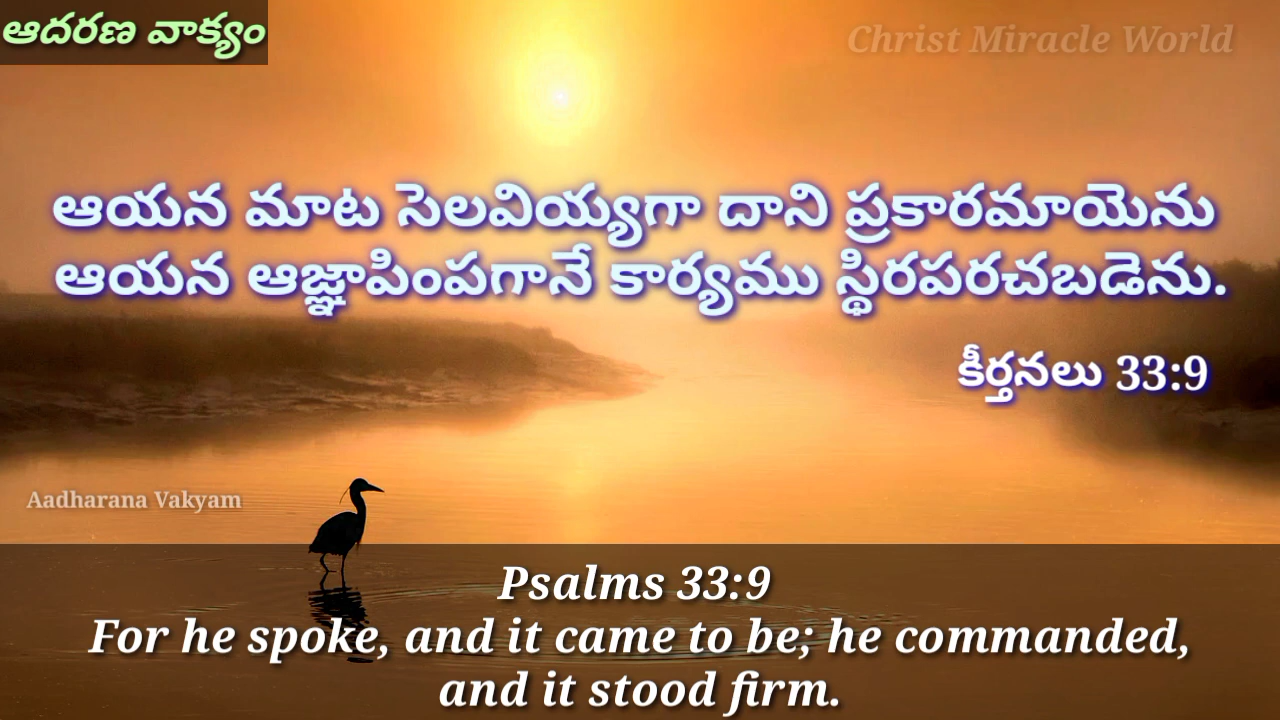 ఆదరణ వాక్యం
Christ Miracle World
ఆయన మాట సెలవియ్యగా దాని ప్రకారమాయెను
ఆయన ఆజ్ఞాపింపగానే కార్యము స్థిరపరచబడెను.
కీర్తనలు 33:9
Aadharana Vakyam
Psalms 33:9
For he spoke, and it came to be; he commanded,
and it stood firm.